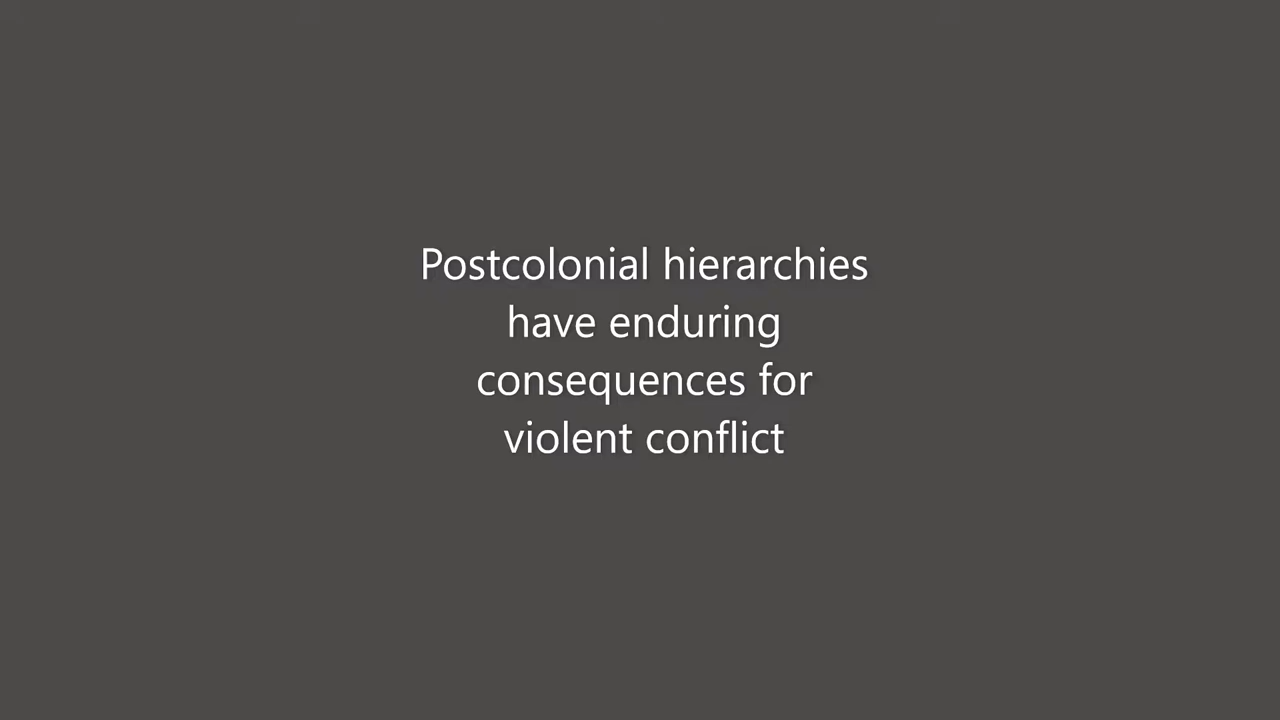 Postcolonial hierarchies
have enduring
consequences for
violent conflict